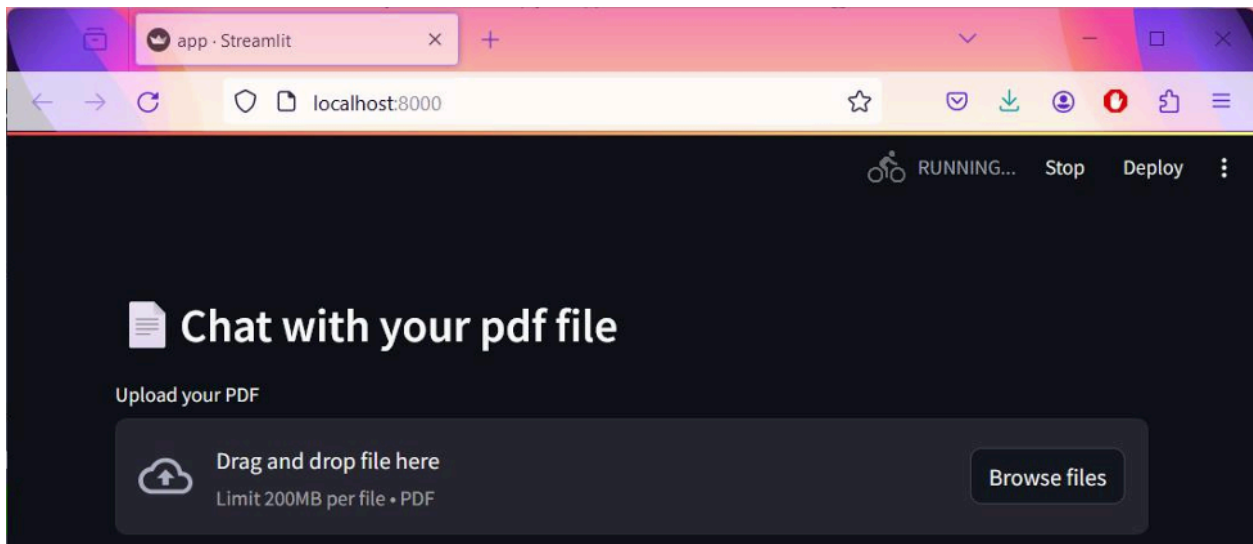 app · Streamlit
localhost:8000
RUNNING... Stop Deploy
Chat with your pdf file
Upload your PDF
Drag and drop file here
Limit 200MB per file • PDF
Browse files